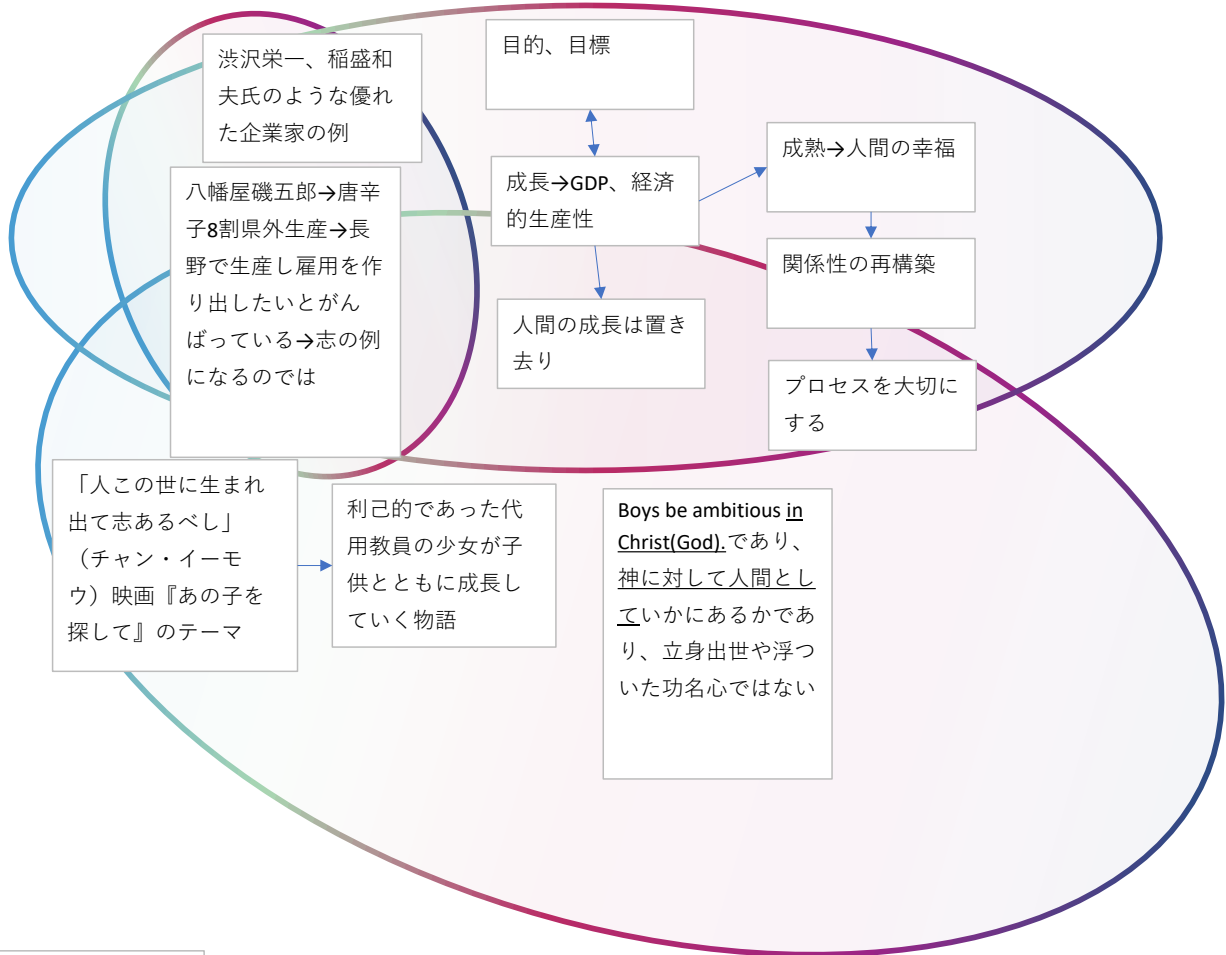 渋沢栄一、稲盛和
夫氏のような優れ
た企業家の例
目的、目標
成熟→人間の幸福
成長→GDP、経済
的生産性
八幡屋磯五郎→唐辛
子8割県外生産→長
野で生産し雇用を作
り出したいとがん
ばっている→志の例
になるのでは
関係性の再構築
人間の成長は置き
去り
プロセスを大切に
する
「人この世に生まれ
出て志あるべし」
（チャン・イーモ
ウ）映画『あの子を
探して』のテーマ
利己的であった代
用教員の少女が子
供とともに成長し
ていく物語
Boys be ambitious in
Christ(God).であり、
神に対して人間とし
ていかにあるかであ
り、立身出世や浮つ
いた功名心ではない